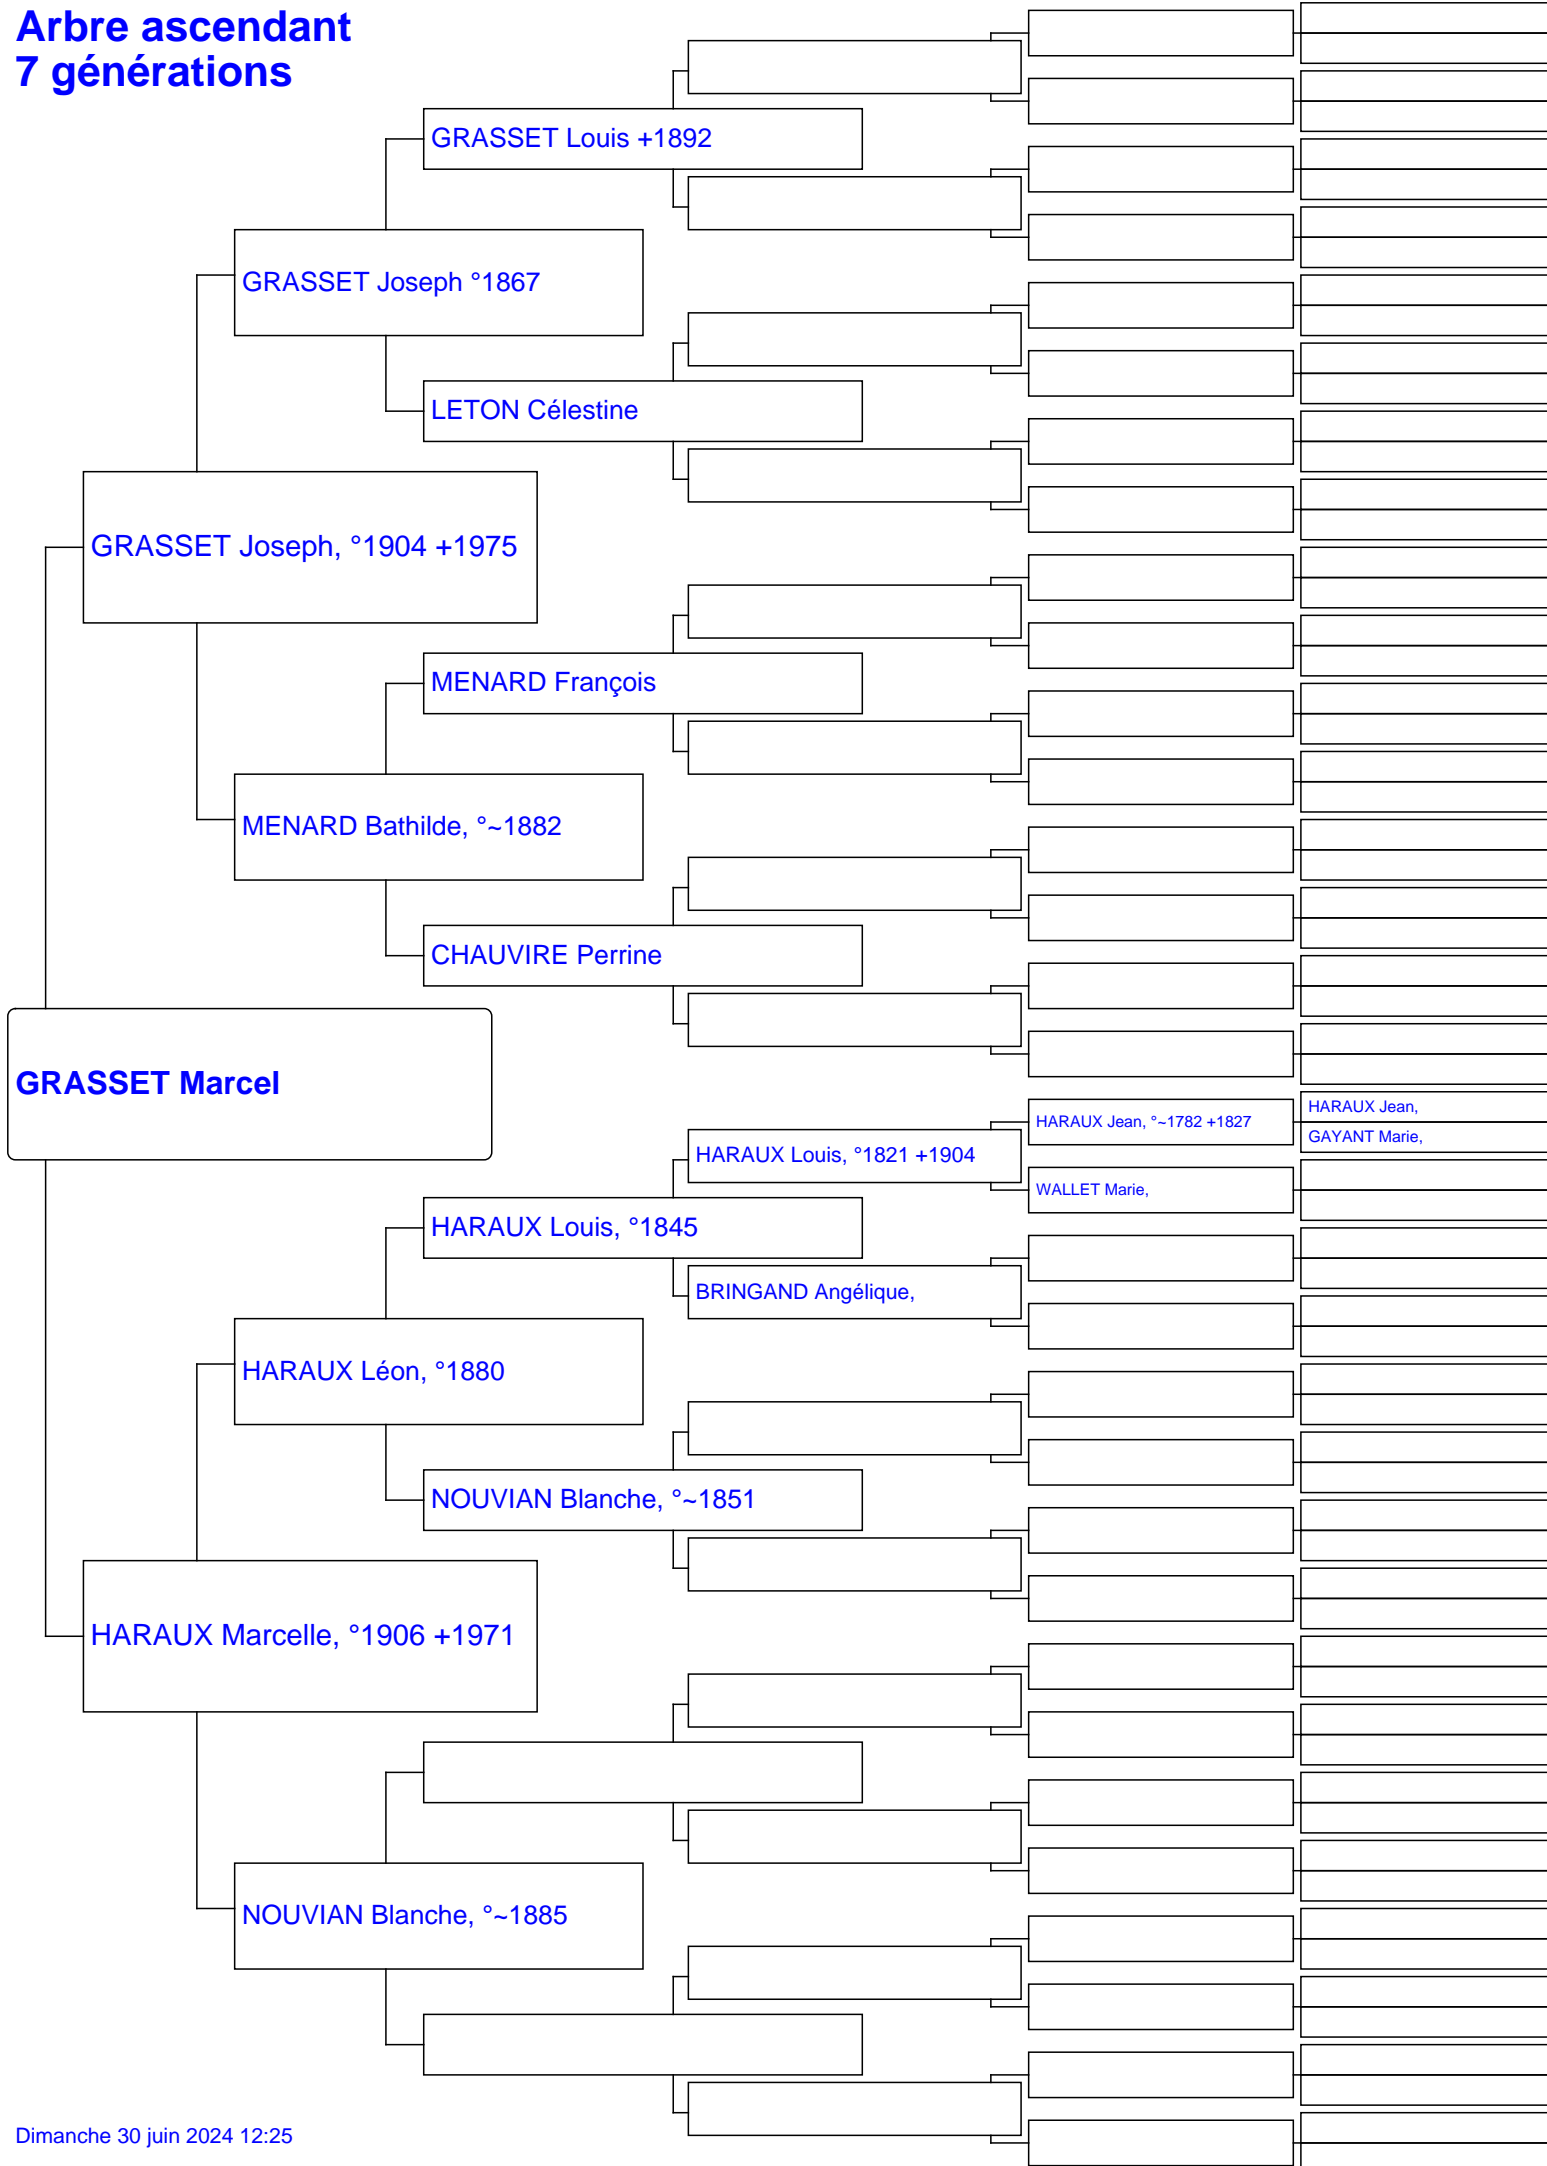 Arbre ascendant
7 générations
GRASSET Louis +1892
GRASSET Joseph °1867
LETON Célestine
GRASSET Joseph, °1904 +1975
MENARD François
MENARD Bathilde, °~1882
CHAUVIRE Perrine
GRASSET Marcel
HARAUX Jean, °~1782 +1827
HARAUX Jean,
GAYANT Marie,
HARAUX Louis, °1821 +1904
WALLET Marie,
HARAUX Louis, °1845
BRINGAND Angélique,
HARAUX Léon, °1880
NOUVIAN Blanche, °~1851
HARAUX Marcelle, °1906 +1971
NOUVIAN Blanche, °~1885
Dimanche 30 juin 2024 12:25